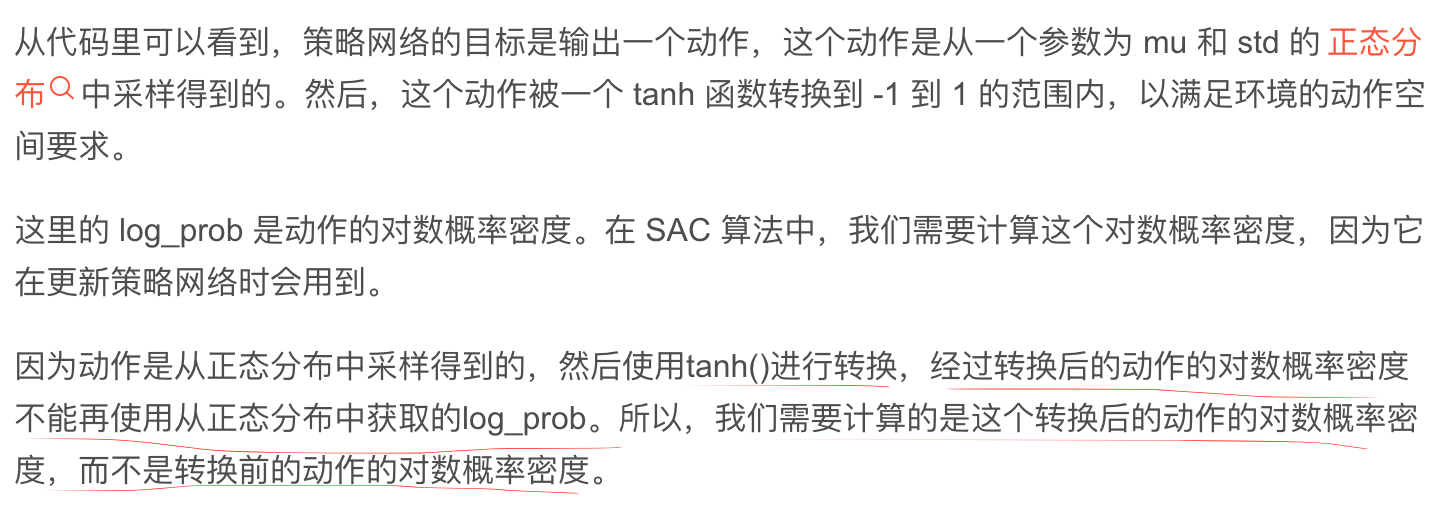 从代码里可以看到，策略网络的目标是输出一个动作，这个动作是从一个参数为 mu 和 std 的 正态分
布 中采样得到的。然后，这个动作被一个 tanh 函数转换到 -1 到 1 的范围内，以满足环境的动作空
间要求。
这里的 log_prob 是动作的对数概率密度。在 SAC 算法中，我们需要计算这个对数概率密度，因为它
在更新策略网络时会用到。
因为动作是从正态分布中采样得到的，然后使用tanh()进行转换，经过转换后的动作的对数概率密度
不能再使用从正态分布中获取的log_prob。所以，我们需要计算的是这个转换后的动作的对数概率密
度，而不是转换前的动作的对数概率密度。